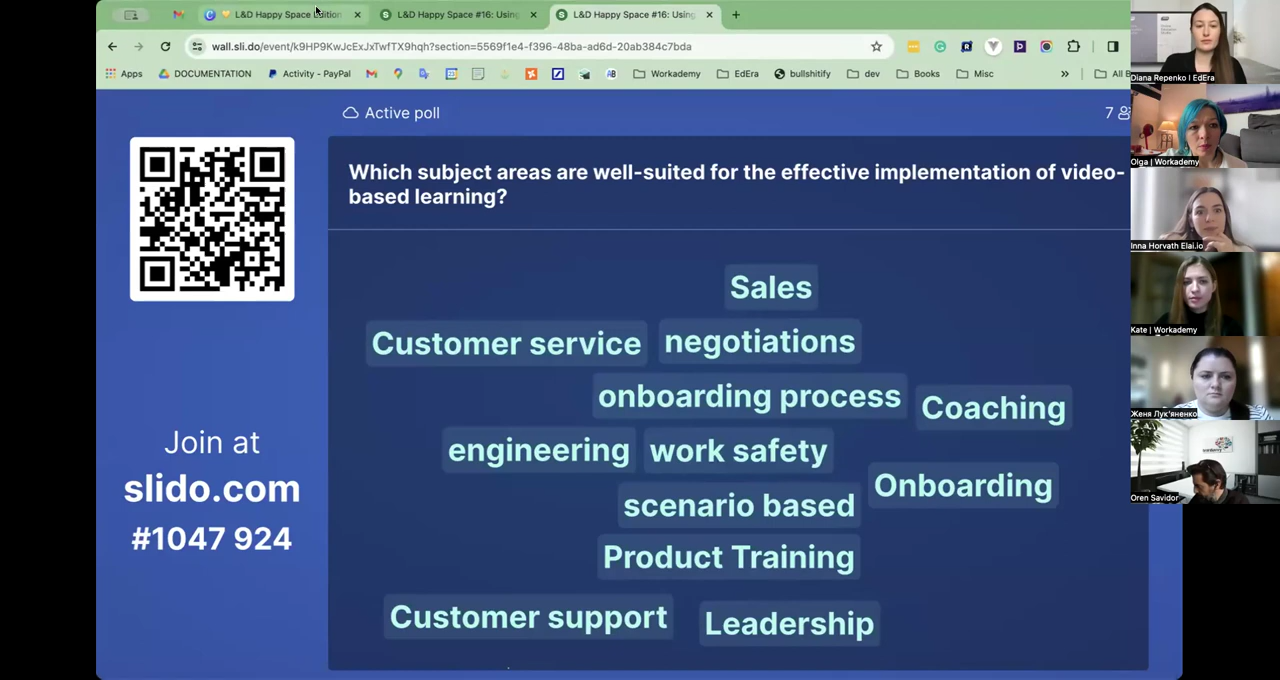 L&D Happy Space Edition
L&D Happy Space #16: Using
L&D Happy Space #16: Using
wall.sli.do/event/k9HP9KwJcExJxTwfTX9hqh?section=5569f1e4-f396-48ba-ad6d-20ab384c7bda
Apps
DOCUMENTATION
Activity - PayPal
Workademy
EdEra
bullshitify
dev
Books
Misc
»
All B
Active poll
7
Which subject areas are well-suited for the effective implementation of video-
based learning?
Sales
Customer service
negotiations
onboarding process
Coaching
engineering
work safety
Onboarding
scenario based
Product Training
Customer support
Leadership
Join at
slido.com
#1047 924
Diana Repenko I EdEra
Olga | Workademy
Inna Horvath Elai.io
Kate | Workademy
Женя Лук'яненко
Oren Savidor